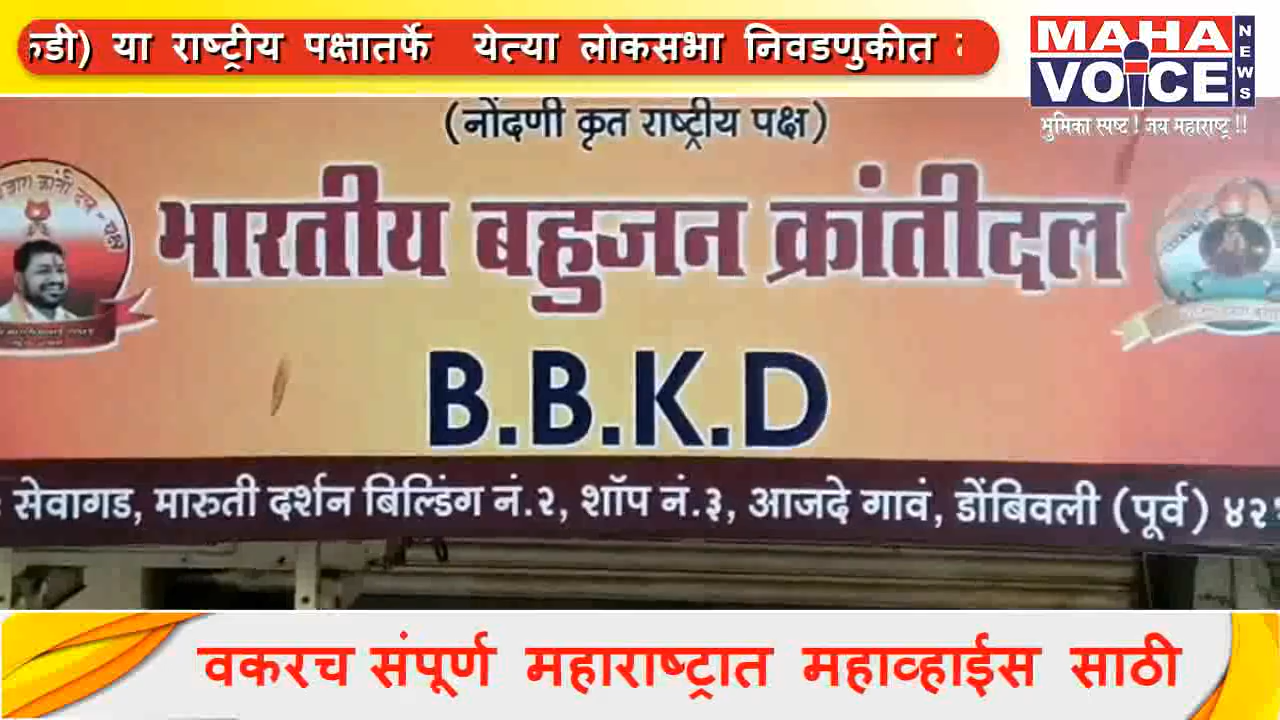 या राष्ट्रीय पक्षातर्फे येत्या लोकसभा निवडणुकीत
MAHA
VOICE
NEWS
भुमिका स्पष्ट ! जय महाराष्ट्र !!
(नोंदणी कृत राष्ट्रीय पक्ष)
भारतीय बहुजन क्रांतीदल
B.B.K.D
सेवागड, मारुती दर्शन बिल्डिंग नं.२, शॉप नं.३, आजदे गावं, डोंबिवली (पूर्व)
वकरच संपूर्ण महाराष्ट्रात महाव्हाईस साठी